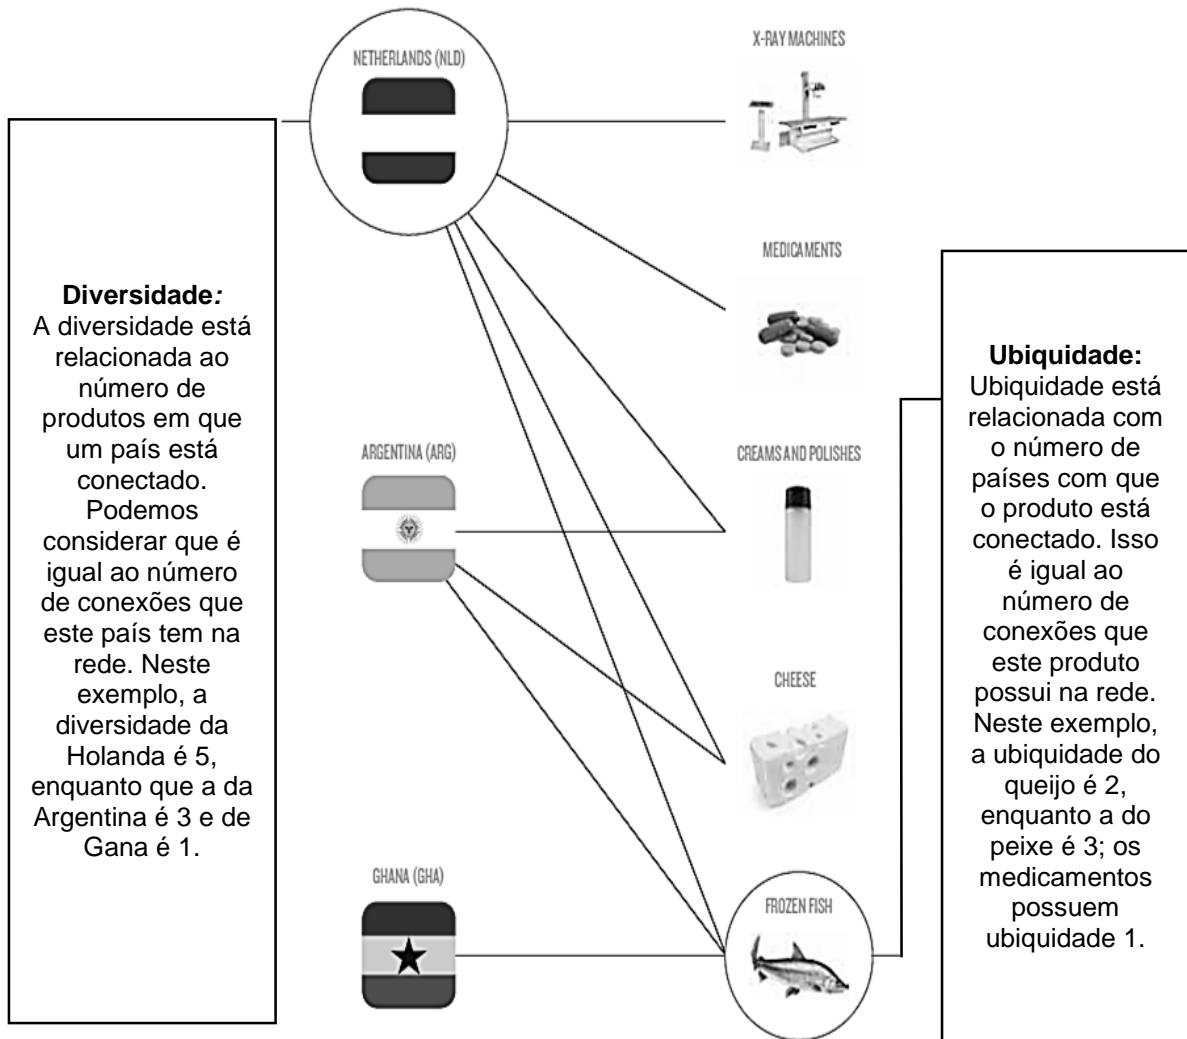 NETHERLANDS (NLD)
X-RAY MACHINES
MEDICAMENTS
ARGENTINA (ARG)
CREAMS AND POLISHES
CHEESE
GHANA (GHA)
FROZEN FISH
Diversidade:
A diversidade está
relacionada ao
número de
produtos em que
um país está
conectado.
Podemos
considerar que é
igual ao número
de conexões que
este país tem na
rede. Neste
exemplo, a
diversidade da
Holanda é 5,
enquanto que a da
Argentina é 3 e de
Gana é 1.
Ubiquidade:
Ubiquidade está
relacionada com
o número de
países com que
o produto está
conectado. Isso
é igual ao
número de
conexões que
este produto
possui na rede.
Neste exemplo,
a ubiquidade do
queijo é 2,
enquanto a do
peixe é 3; os
medicamentos
possuem
ubiquidade 1.